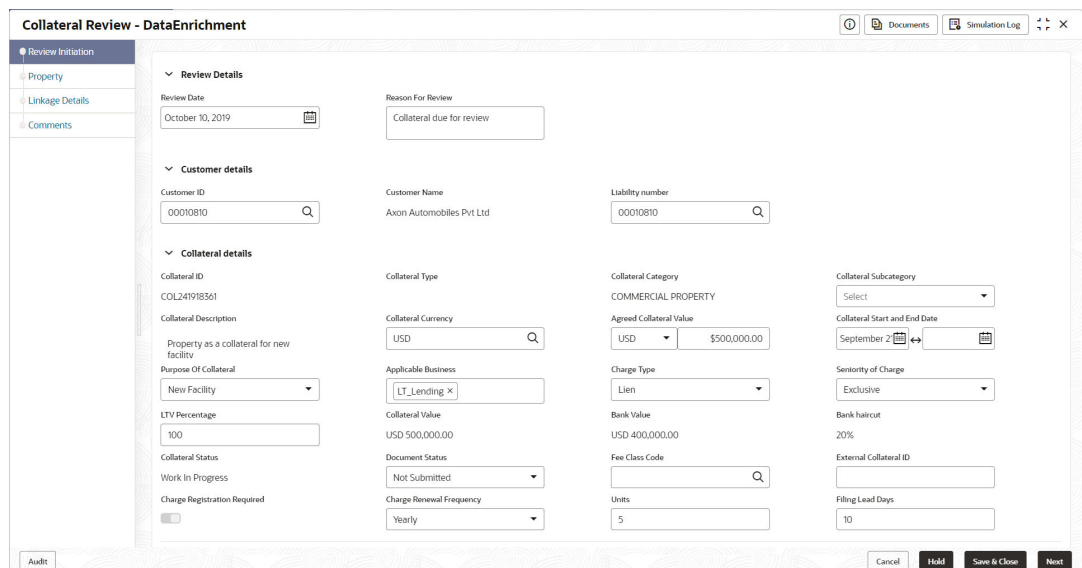 Collateral Review - DataEnrichment
Documents
Simulation Log
Review Initiation
Property
Linkage Details
Comments
Review Details
Review Date
Reason For Review
October 10, 2019
Collateral due for review
Customer details
Customer ID
Customer Name
Liability number
00010810
Axon Automobiles Pvt Ltd
00010810
Collateral details
Collateral ID
Collateral Type
Collateral Category
Collateral Subcategory
COL241918361
COMMERCIAL PROPERTY
Select
Collateral Description
Collateral Currency
Agreed Collateral Value
Collateral Start and End Date
Property as a collateral for new
facility
USD
USD
$500,000.00
September 21
Purpose Of Collateral
Applicable Business
Charge Type
Seniority of Charge
New Facility
LT_Lending ×
Lien
Exclusive
LTV Percentage
Collateral Value
Bank Value
Bank haircut
100
USD 500,000.00
USD 400,000.00
20%
Collateral Status
Document Status
Fee Class Code
External Collateral ID
Work In Progress
Not Submitted
Charge Registration Required
Charge Renewal Frequency
Units
Filing Lead Days
Yearly
5
10
Audit
Cancel
Hold
Save & Close
Next